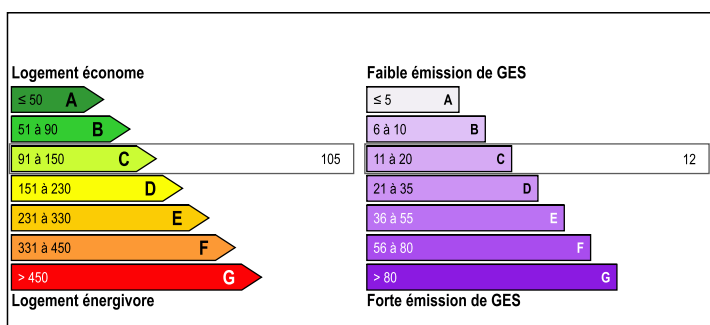 Logement économe
≤ 50 A
51 à 90 B
91 à 150 C 105
151 à 230 D
231 à 330 E
331 à 450 F
> 450 G
Logement énergivore
Faible émission de GES
≤ 5 A
6 à 10 B
11 à 20 C 12
21 à 35 D
36 à 55 E
56 à 80 F
> 80 G
Forte émission de GES